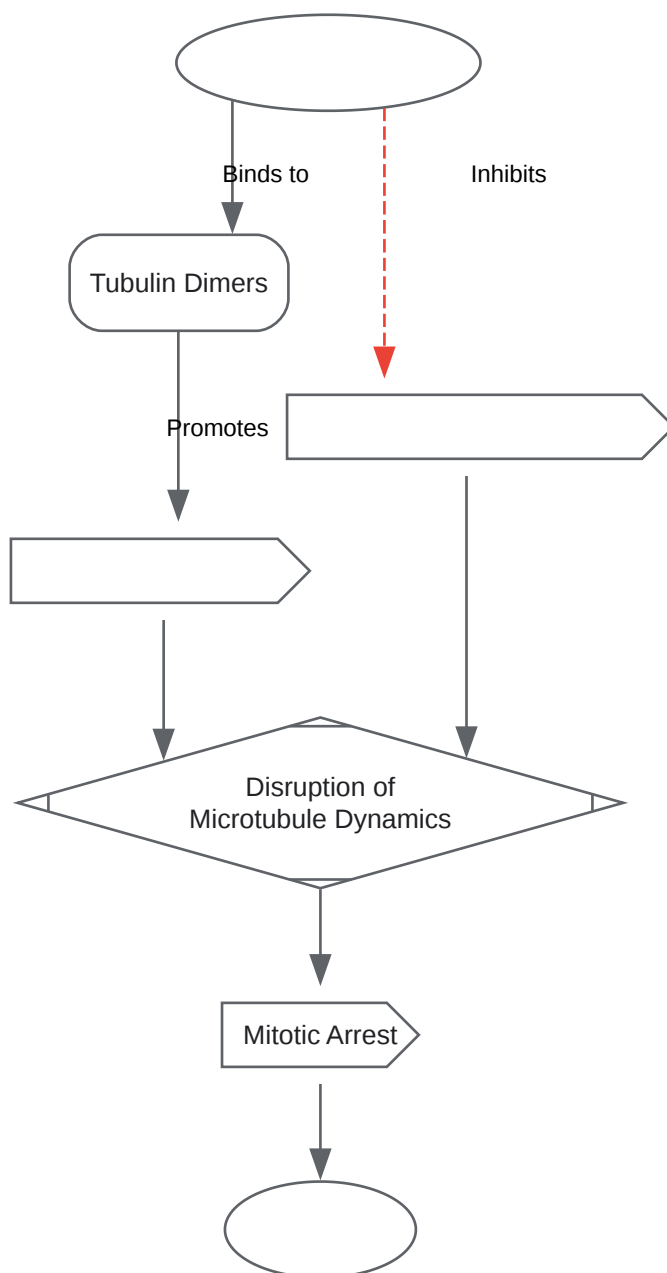 Binds to
Inhibits
Tubulin Dimers
Promotes
Disruption of
Microtubule Dynamics
Mitotic Arrest